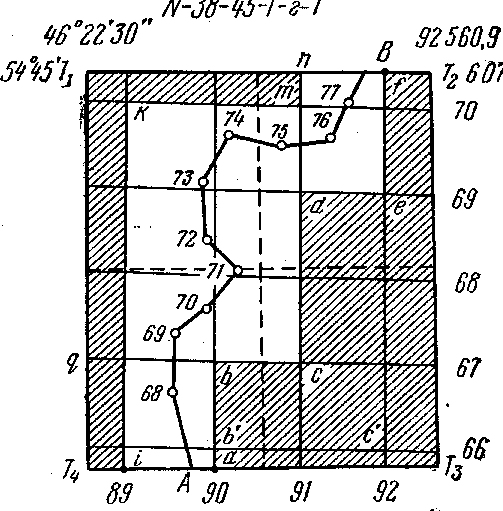 N-38-45-Г-г-1
46°22'30"
92 560,9
54°45' T₁
n
B
T₂ 6 07
m
f
77
70
K
74
75
76
73
d
e
69
72
71
68
70
69
q
b
c
67
68
b'
c'
66
i
a
T₄
A
T₃
89
90
91
92